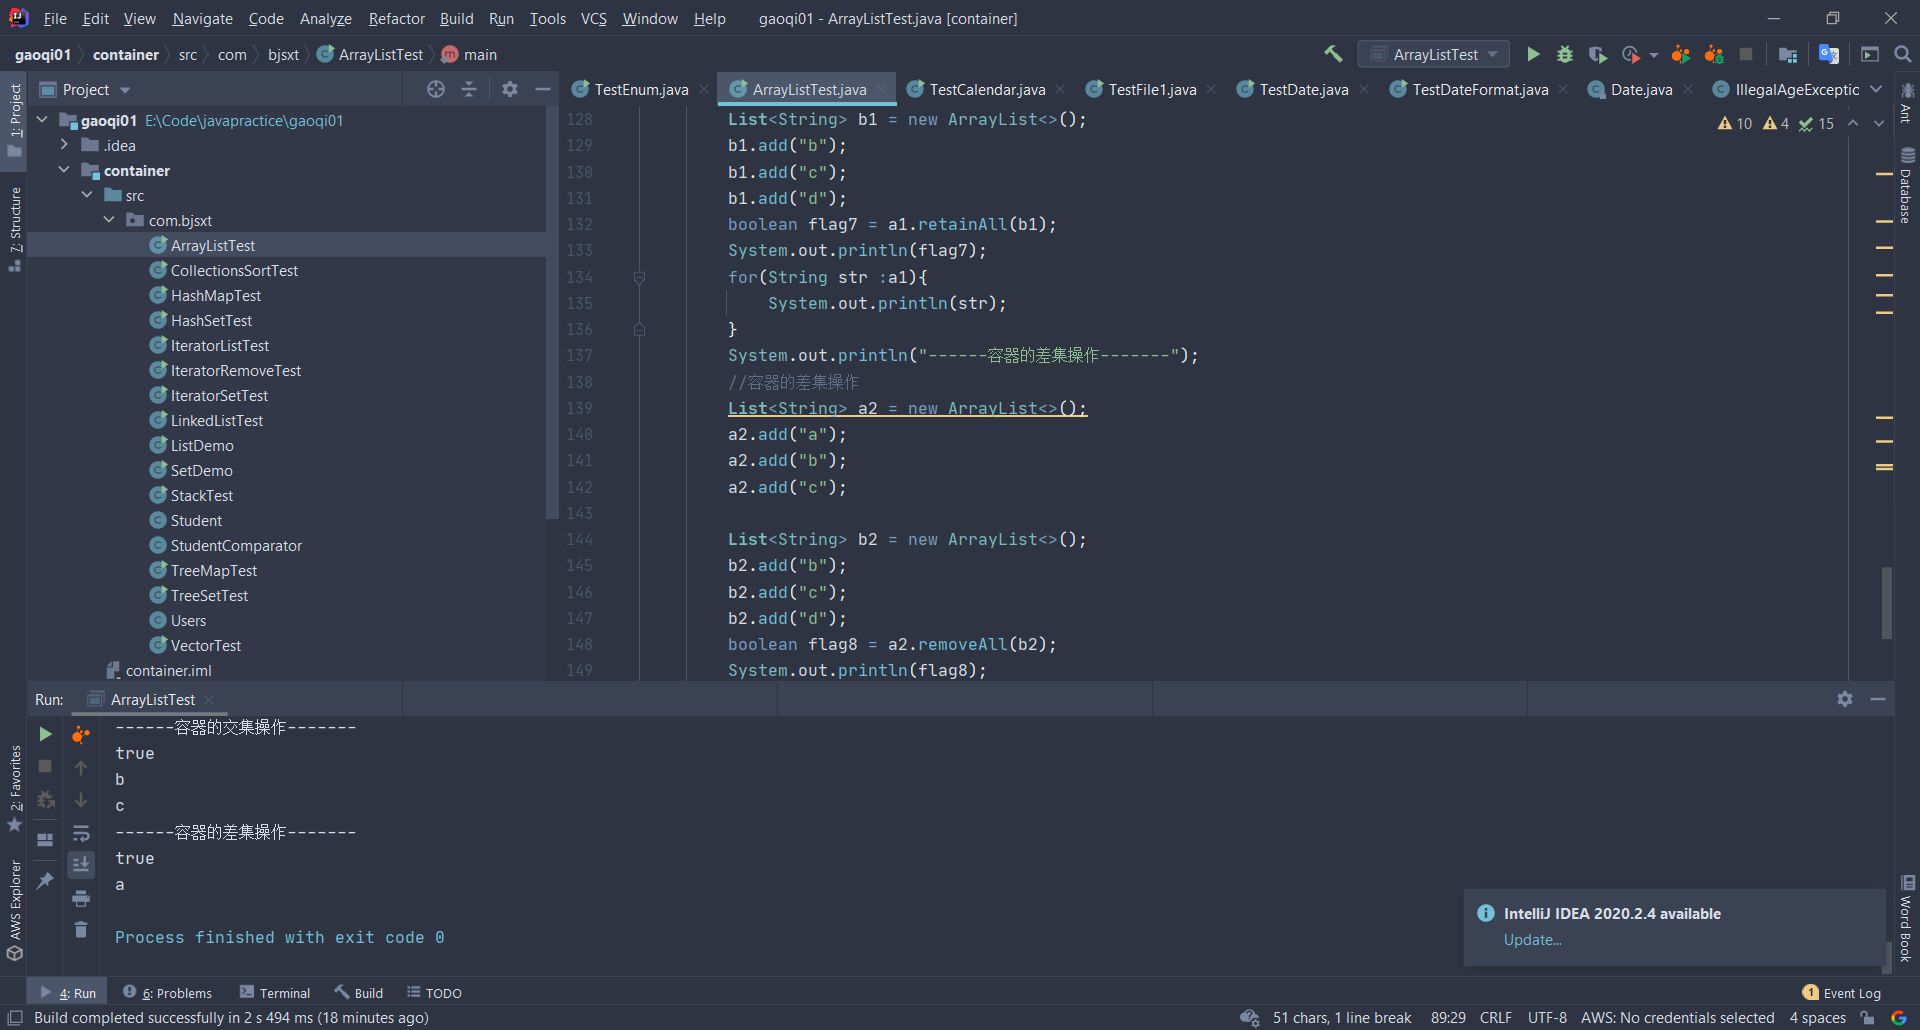 File Edit View Navigate Code Analyze Refactor Build Run Tools VCS Window Help gaoqi01 - ArrayListTest.java [container]
gaoqi01 container src com bjsxt ArrayListTest main ArrayListTest
Project
TestEnum.java ArrayListTest.java TestCalendar.java TestFile1.java TestDate.java TestDateFormat.java Date.java IllegalAgeExceptio
1: Project
7: Structure
2: Favorites
AWS Explorer
gaoqi01 E:\Code\javapractice\gaoqi01
.idea
container
src
com.bjsxt
ArrayListTest
CollectionsSortTest
HashMapTest
HashSetTest
IteratorListTest
IteratorRemoveTest
IteratorSetTest
LinkedListTest
ListDemo
SetDemo
StackTest
Student
StudentComparator
TreeMapTest
TreeSetTest
Users
VectorTest
container.iml
10 4 15
128 List<String> b1 = new ArrayList<>();
129 b1.add("b");
130 b1.add("c");
131 b1.add("d");
132 boolean flag7 = a1.retainAll(b1);
133 System.out.println(flag7);
134 for(String str :a1){
135 System.out.println(str);
136 }
137 System.out.println("------容器的差集操作-------");
138 //容器的差集操作
139 List<String> a2 = new ArrayList<>();
140 a2.add("a");
141 a2.add("b");
142 a2.add("c");
143
144 List<String> b2 = new ArrayList<>();
145 b2.add("b");
146 b2.add("c");
147 b2.add("d");
148 boolean flag8 = a2.removeAll(b2);
149 System.out.println(flag8);
Ant
Database
Word Book
Run: ArrayListTest
------容器的交集操作-------
true
b
c
------容器的差集操作-------
true
a
Process finished with exit code 0
IntelliJ IDEA 2020.2.4 available
Update...
4: Run 6: Problems Terminal Build TODO 1 Event Log
Build completed successfully in 2 s 494 ms (18 minutes ago) 51 chars, 1 line break 89:29 CRLF UTF-8 AWS: No credentials selected 4 spaces